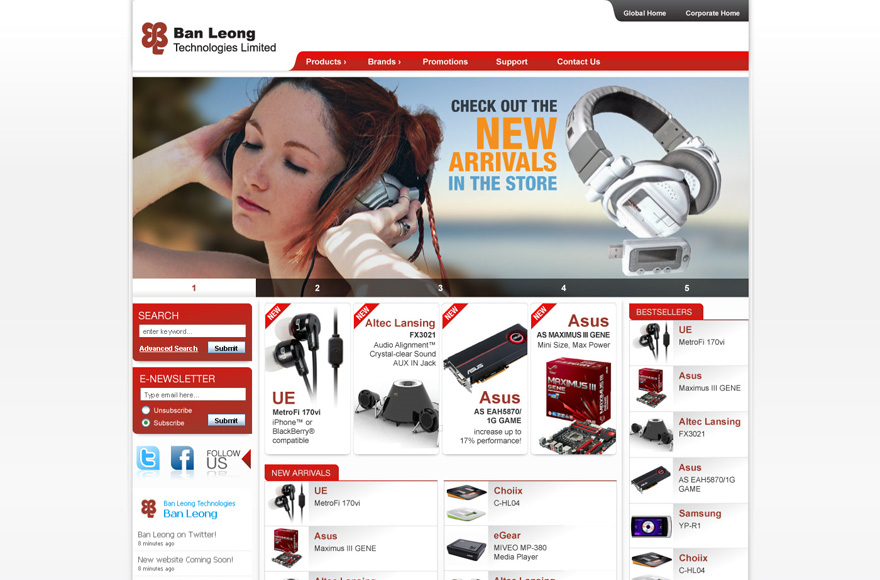 Global Home
Corporate Home
Ban Leong
Technologies Limited
Products ›
Brands ›
Promotions
Support
Contact Us
CHECK OUT THE
NEW
ARRIVALS
IN THE STORE
1
2
3
4
5
SEARCH
enter keyword...
Advanced Search
Submit
E-NEWSLETTER
Type email here...
Unsubscribe
Subscribe
Submit
FOLLOW
US
Ban Leong Technologies
Ban Leong
Ban Leong on Twitter!
9 minutes ago
New website Coming Soon!
9 minutes ago
NEW
UE
MetroFi 170vi
iPhone™ or
BlackBerry®
compatible
NEW
Altec Lansing
FX3021
Audio Alignment™
Crystal-clear Sound
AUX IN Jack
NEW
ASUS
Asus
AS EAH5870/
1G GAME
increase up to
17% performance!
NEW
Asus
AS MAXIMUS III GENE
Mini Size, Max Power
MAXIMUS III
GENE
NEW ARRIVALS
UE
MetroFi 170vi
Asus
Maximus III GENE
Altec Lansing
Choiix
C-HL04
eGear
MIVEO MP-380
Media Player
Altec Lansing
BESTSELLERS
UE
MetroFi 170vi
Asus
Maximus III GENE
Altec Lansing
FX3021
Asus
AS EAH5870/1G
GAME
Samsung
YP-R1
Choiix
C-HL04